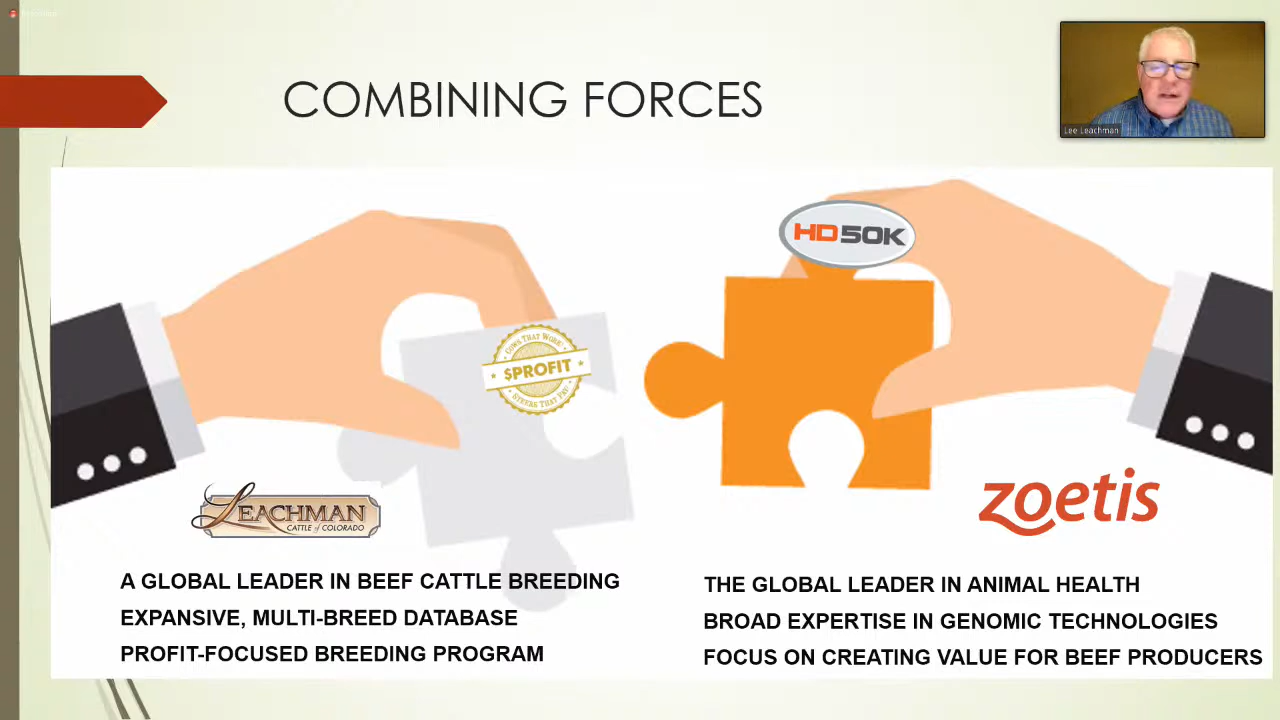 COMBINING FORCES
Lee Leachman
HD50K
COWS THAT WORK
$PROFIT
STEERS THAT PAY
LEACHMAN
CATTLE of COLORADO
zoetis
A GLOBAL LEADER IN BEEF CATTLE BREEDING
EXPANSIVE, MULTI-BREED DATABASE
PROFIT-FOCUSED BREEDING PROGRAM
THE GLOBAL LEADER IN ANIMAL HEALTH
BROAD EXPERTISE IN GENOMIC TECHNOLOGIES
FOCUS ON CREATING VALUE FOR BEEF PRODUCERS